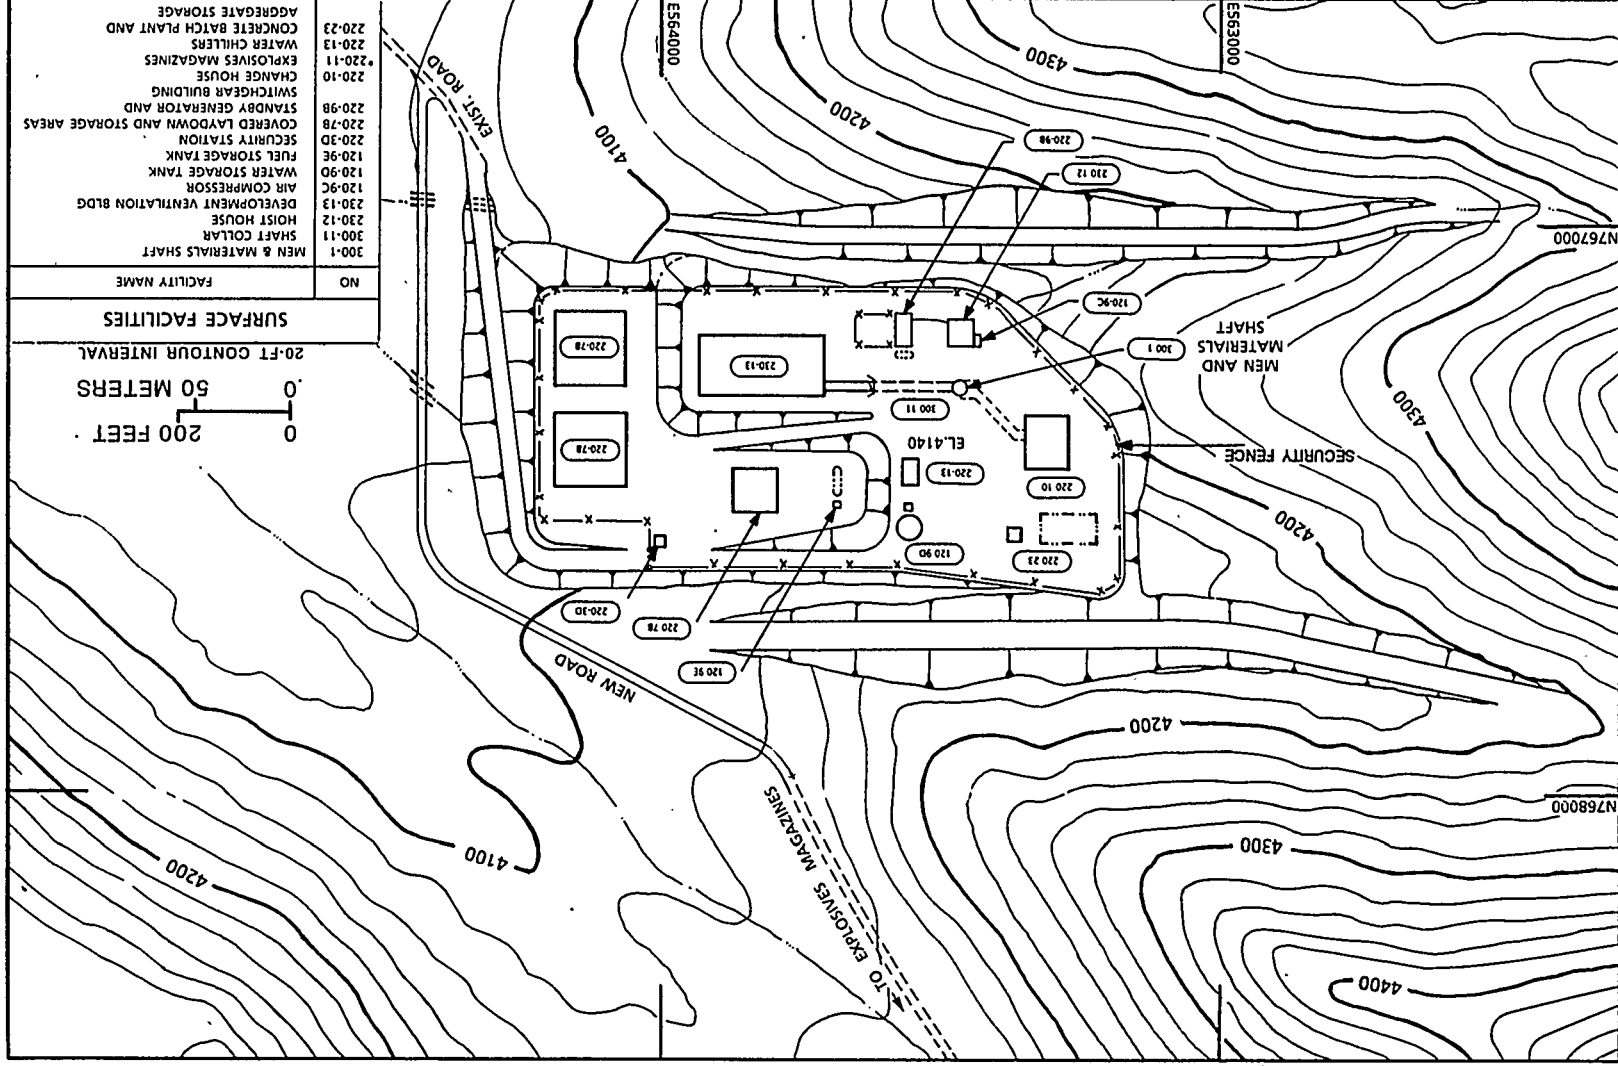 N768000
4400
4300
TO EXPLOSIVES MAGAZINES
4200
4100
4200
NEW ROAD
120 9E
220 7B
220-3D
220 23
120 9D
4200
220 10
220-13
SECURITY FENCE
EL.4140
220-7B
300 11
4300
230-13
220-7B
MEN AND
MATERIALS
SHAFT
300 1
120-9C
N767000
230 12
220-9B
4100
4200
4300
EXIST. ROAD
E563000
E564000
0 200 FEET
0 50 METERS
20-FT CONTOUR INTERVAL
SURFACE FACILITIES
NO FACILITY NAME
300-1 MEN & MATERIALS SHAFT
300-11 SHAFT COLLAR
230-12 HOIST HOUSE
230-13 DEVELOPMENT VENTILATION BLDG
120-9C AIR COMPRESSOR
120-9D WATER STORAGE TANK
120-9E FUEL STORAGE TANK
220-3D SECURITY STATION
220-7B COVERED LAYDOWN AND STORAGE AREAS
220-9B STANDBY GENERATOR AND
SWITCHGEAR BUILDING
220-10 CHANGE HOUSE
*220-11 EXPLOSIVES MAGAZINES
220-13 WATER CHILLERS
220-23 CONCRETE BATCH PLANT AND
AGGREGATE STORAGE